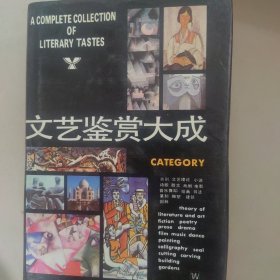 A COMPLETE COLLECTION
OF
LITERARY TASTES
文艺鉴赏大成
CATEGORY
theory of
literature and art
fiction poetry
prose drama
film music dance
painting
calligraphy seal
cutting carving
building
gardens